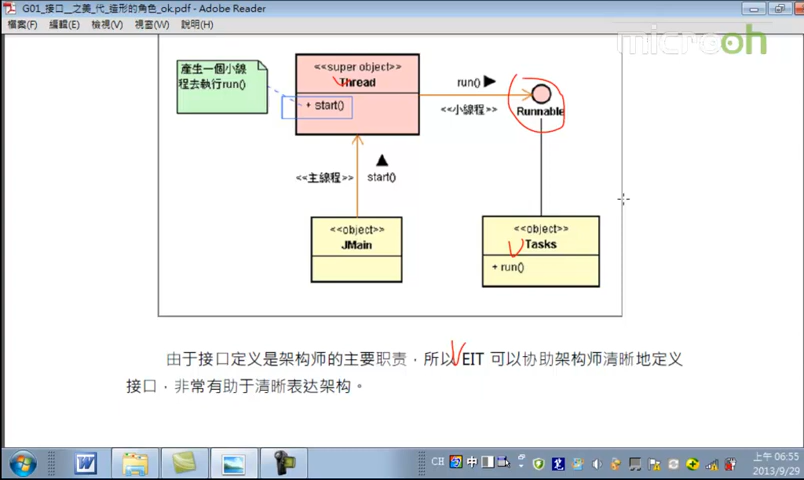 G01_接口__之美_代_造形的角色_ok.pdf - Adobe Reader
檔案(F) 編輯(E) 檢視(V) 視窗(W) 說明(H)
microoh
產生一個小線
程去執行run()
<<super object>>
Thread
+ start()
run()
<<小線程>>
Runnable
<<主線程>>
start()
<<object>>
JMain
<<object>>
Tasks
+ run()
由于接口定义是架构师的主要职责，所以 EIT 可以协助架构师清晰地定义
接口，非常有助于清晰表达架构。
CH
中
上午 06:55
2013/9/29